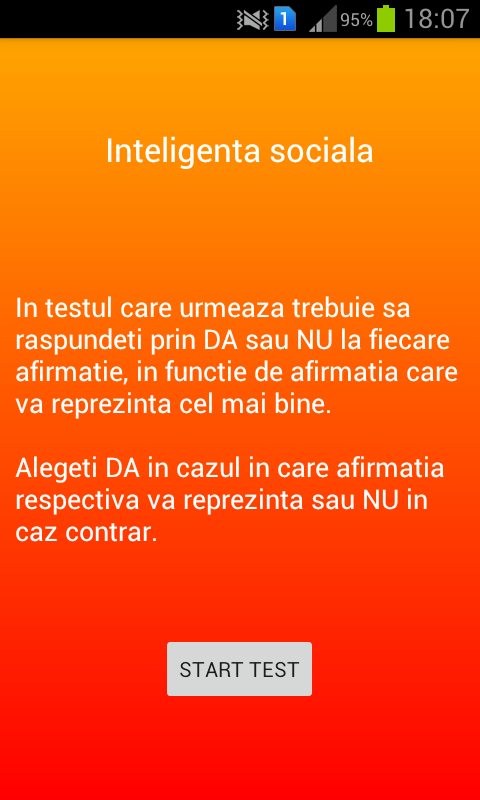 1 95% 18:07
Inteligenta sociala
In testul care urmeaza trebuie sa
raspundeti prin DA sau NU la fiecare
afirmatie, in functie de afirmatia care
va reprezinta cel mai bine.
Alegeti DA in cazul in care afirmatia
respectiva va reprezinta sau NU in
caz contrar.
START TEST